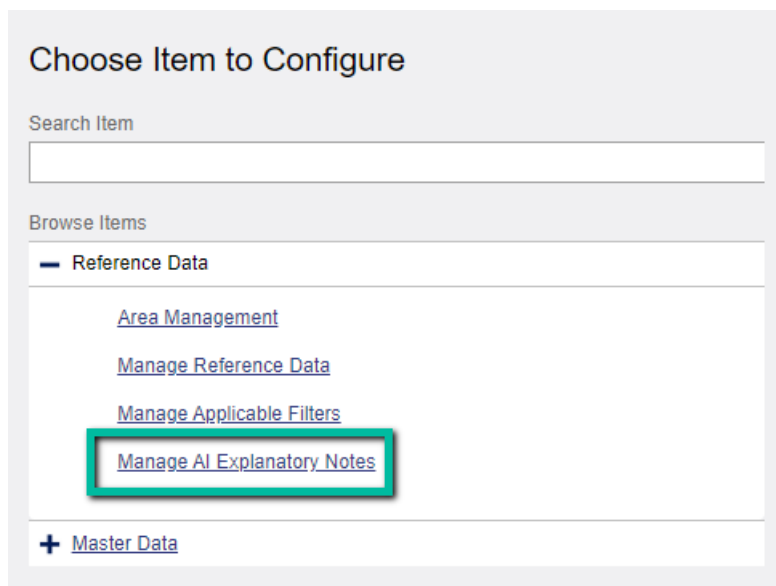 Choose Item to Configure
Search Item
Browse Items
Reference Data
Area Management
Manage Reference Data
Manage Applicable Filters
Manage AI Explanatory Notes
Master Data